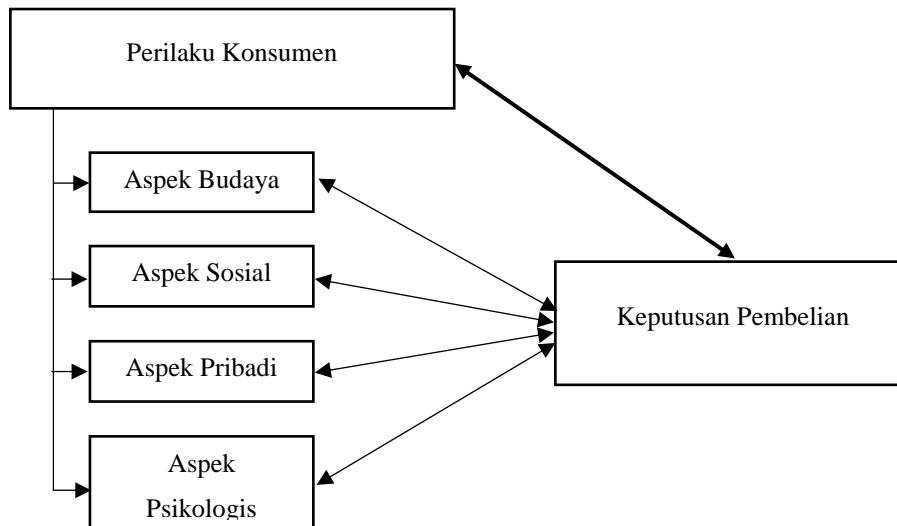 Perilaku Konsumen
Aspek Budaya
Aspek Sosial
Aspek Pribadi
Aspek
Psikologis
Keputusan Pembelian